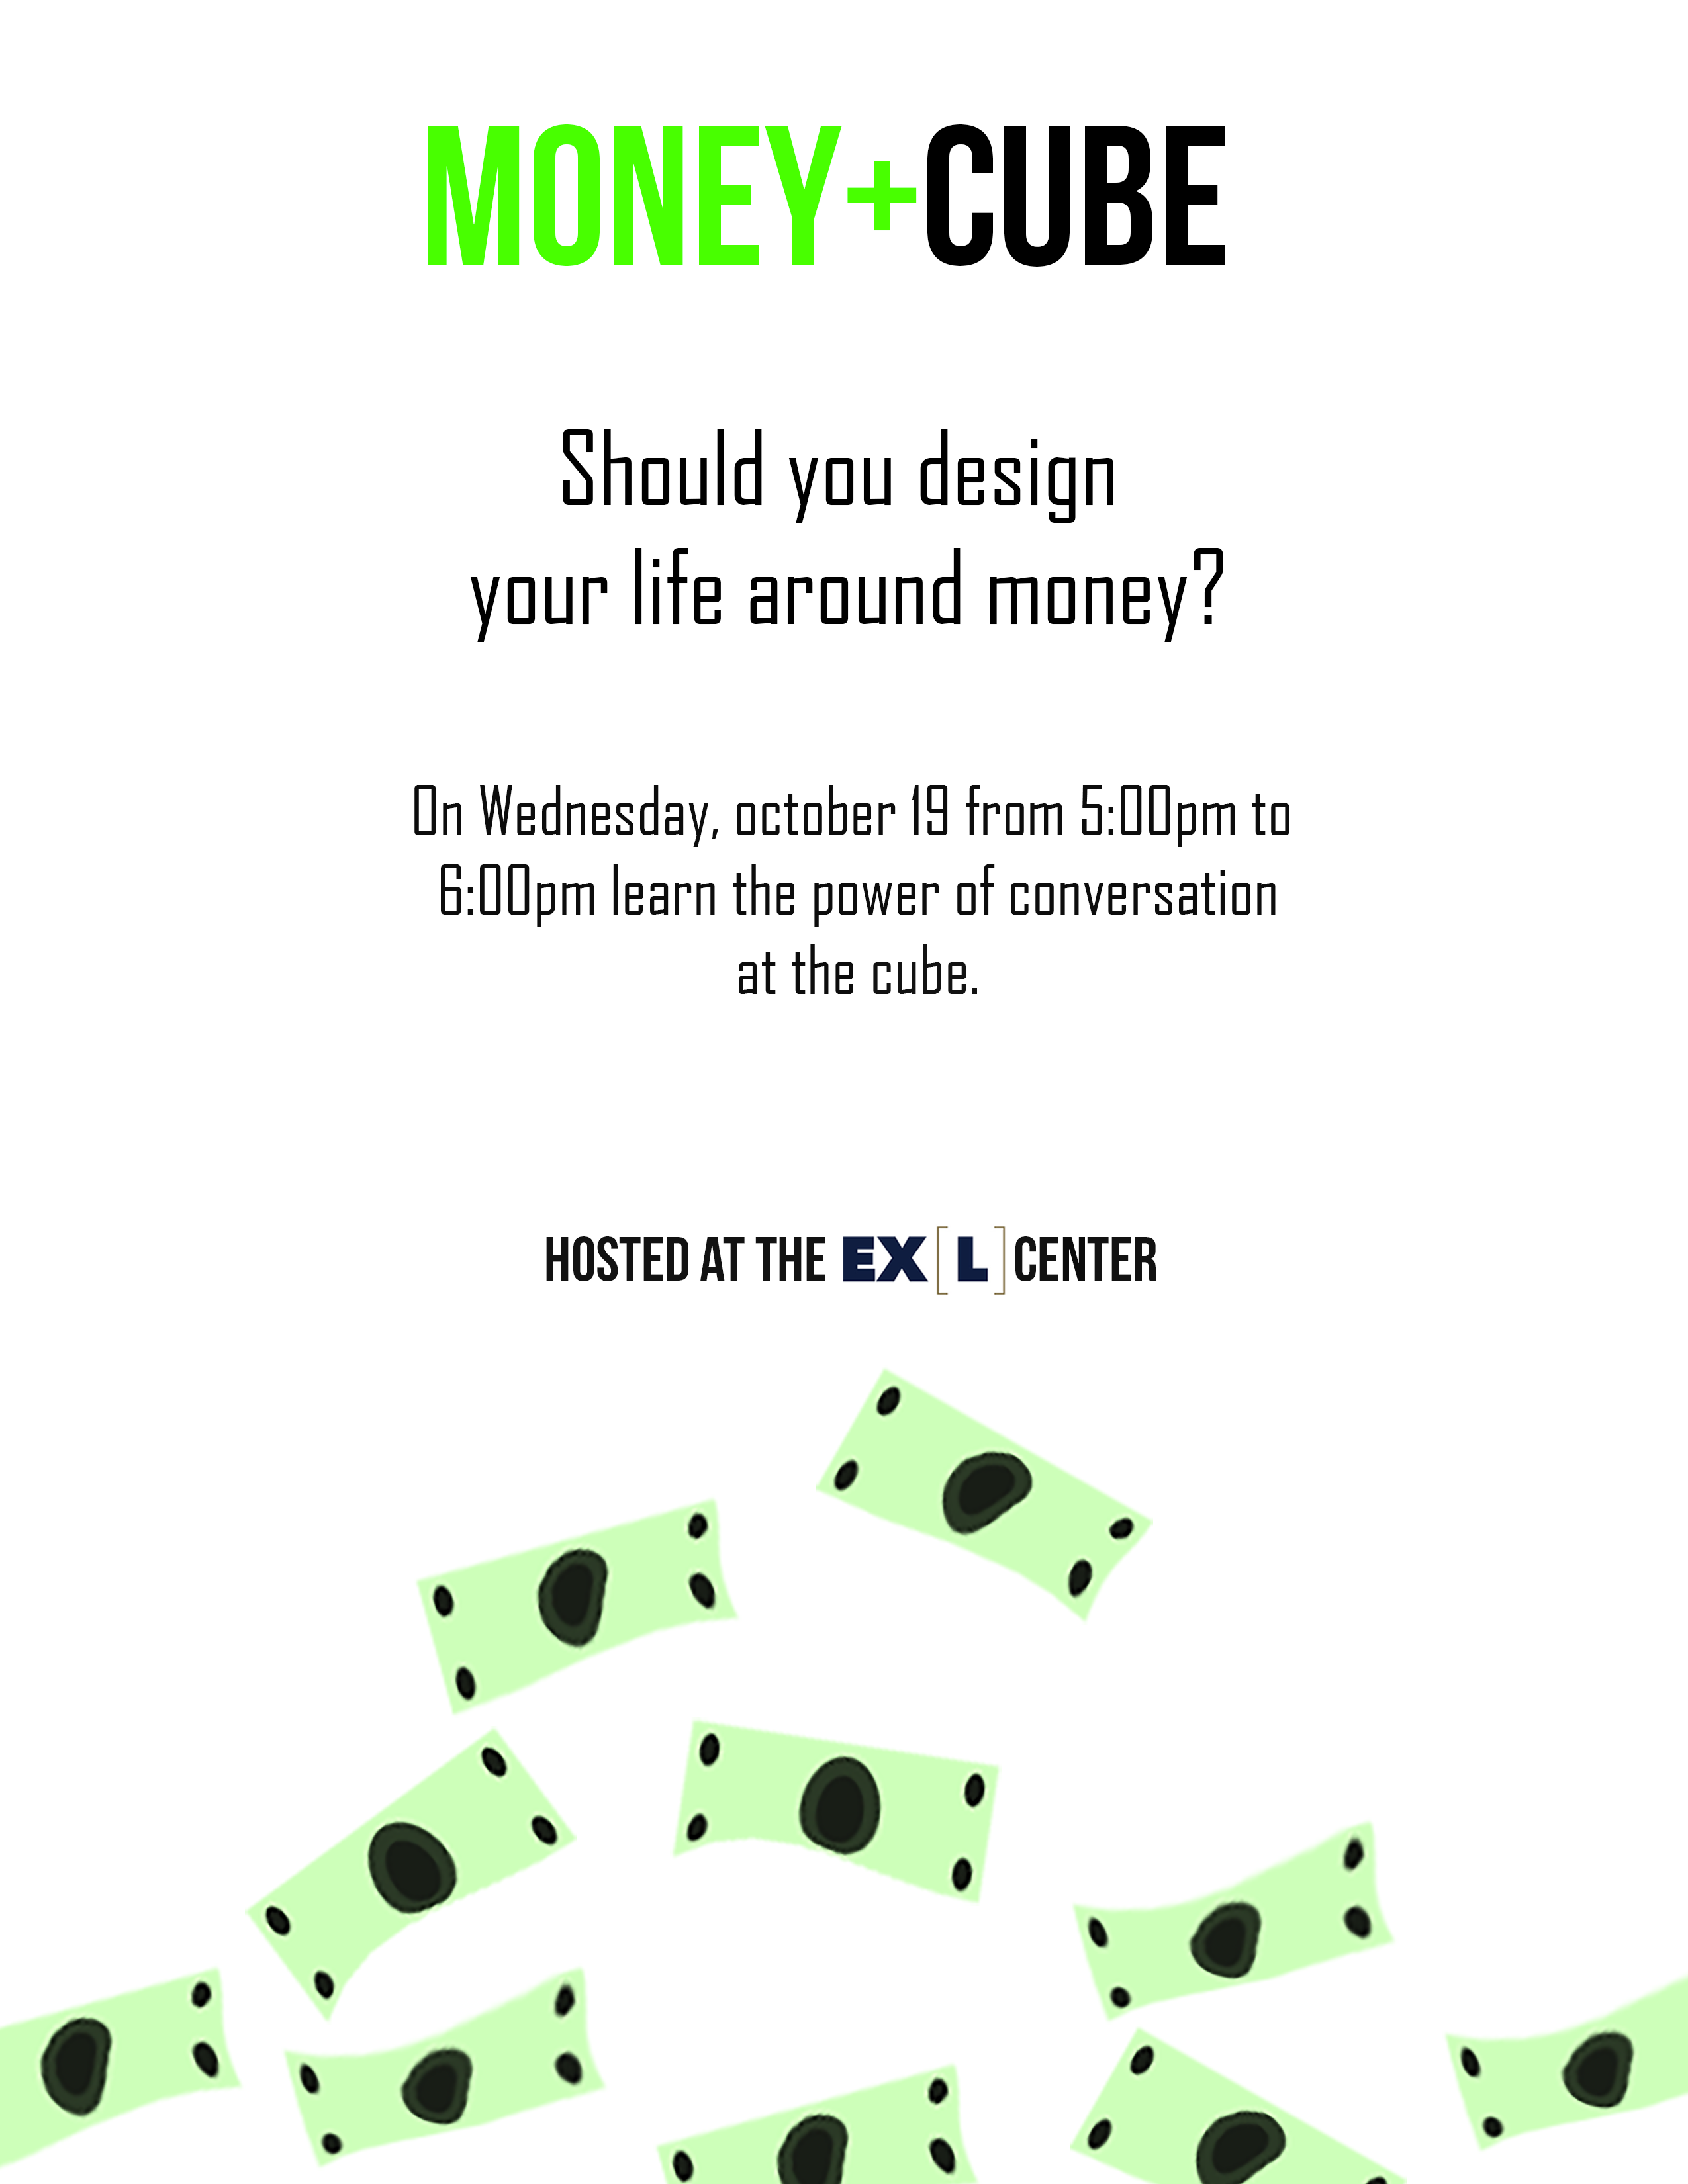 MONEY+CUBE
Should you design
your life around money?
On Wednesday, october 19 from 5:00pm to
6:00pm learn the power of conversation
at the cube.
HOSTED AT THE EX[L] CENTER